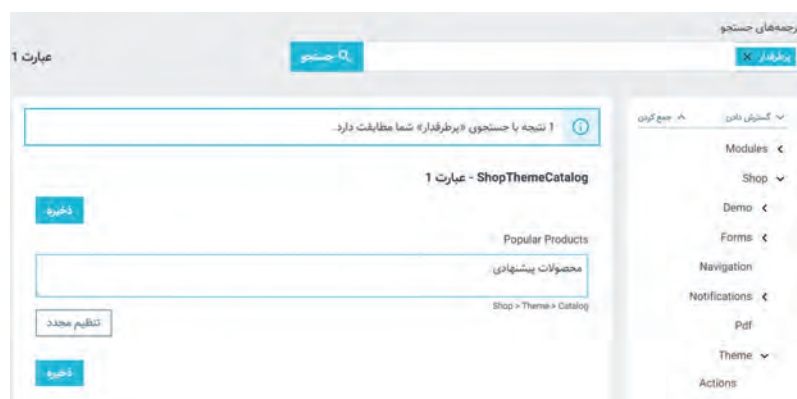 رجمه‌های جستجو
پرطرفدار ×
جستجو
عبارت 1
گسترش دادن
جمع کردن
Modules
Shop
Demo
Forms
Navigation
Notifications
Pdf
Theme
Actions
1 نتیجه با جستجوی «پرطرفدار» شما مطابقت دارد.
ShopThemeCatalog - عبارت 1
ذخیره
Popular Products
محصولات پیشنهادی
Shop > Theme > Catalog
تنظیم مجدد
ذخیره